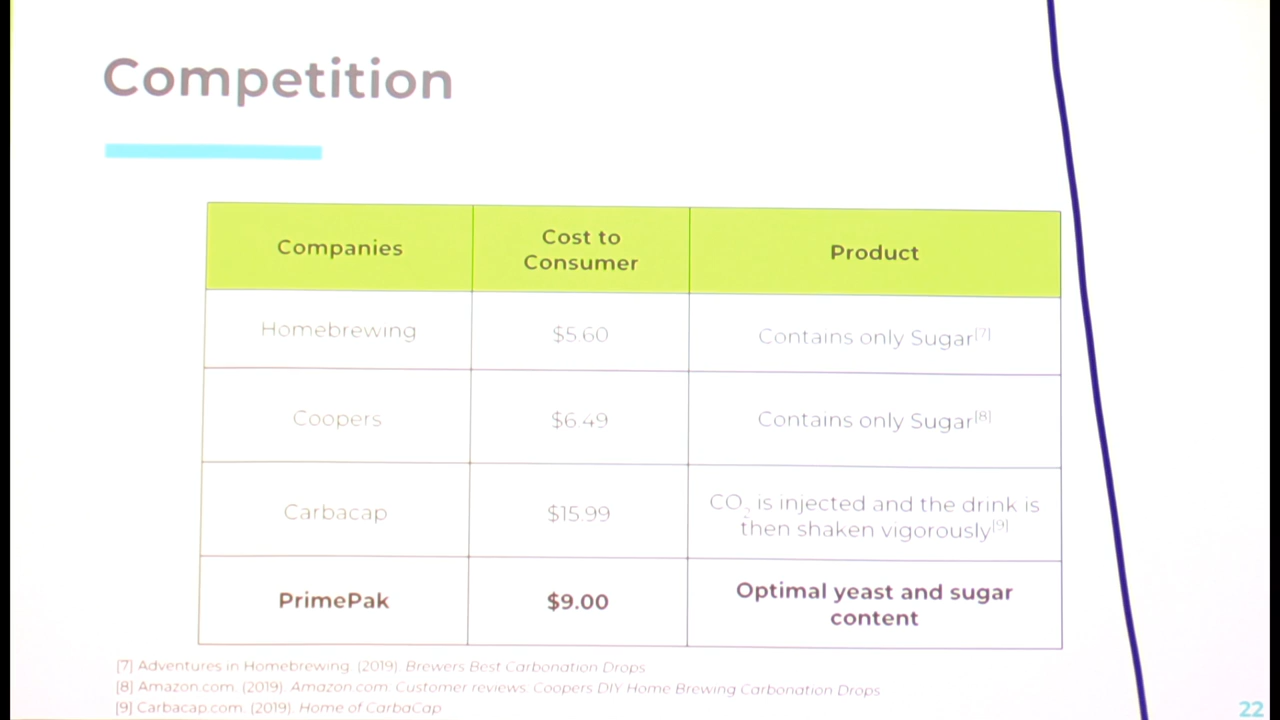 Competition
Companies
Cost to
Consumer
Product
Homebrewing
$5.60
Contains only Sugar[7]
Coopers
$6.49
Contains only Sugar[8]
Carbacap
$15.99
CO₂ is injected and the drink is
then shaken vigorously[9]
PrimePak
$9.00
Optimal yeast and sugar
content
[7] Adventures in Homebrewing. (2019). Brewers Best Carbonation Drops
[8] Amazon.com. (2019). Amazon.com: Customer reviews: Coopers DIY Home Brewing Carbonation Drops
[9] Carbacap.com. (2019). Home of CarbaCap
22